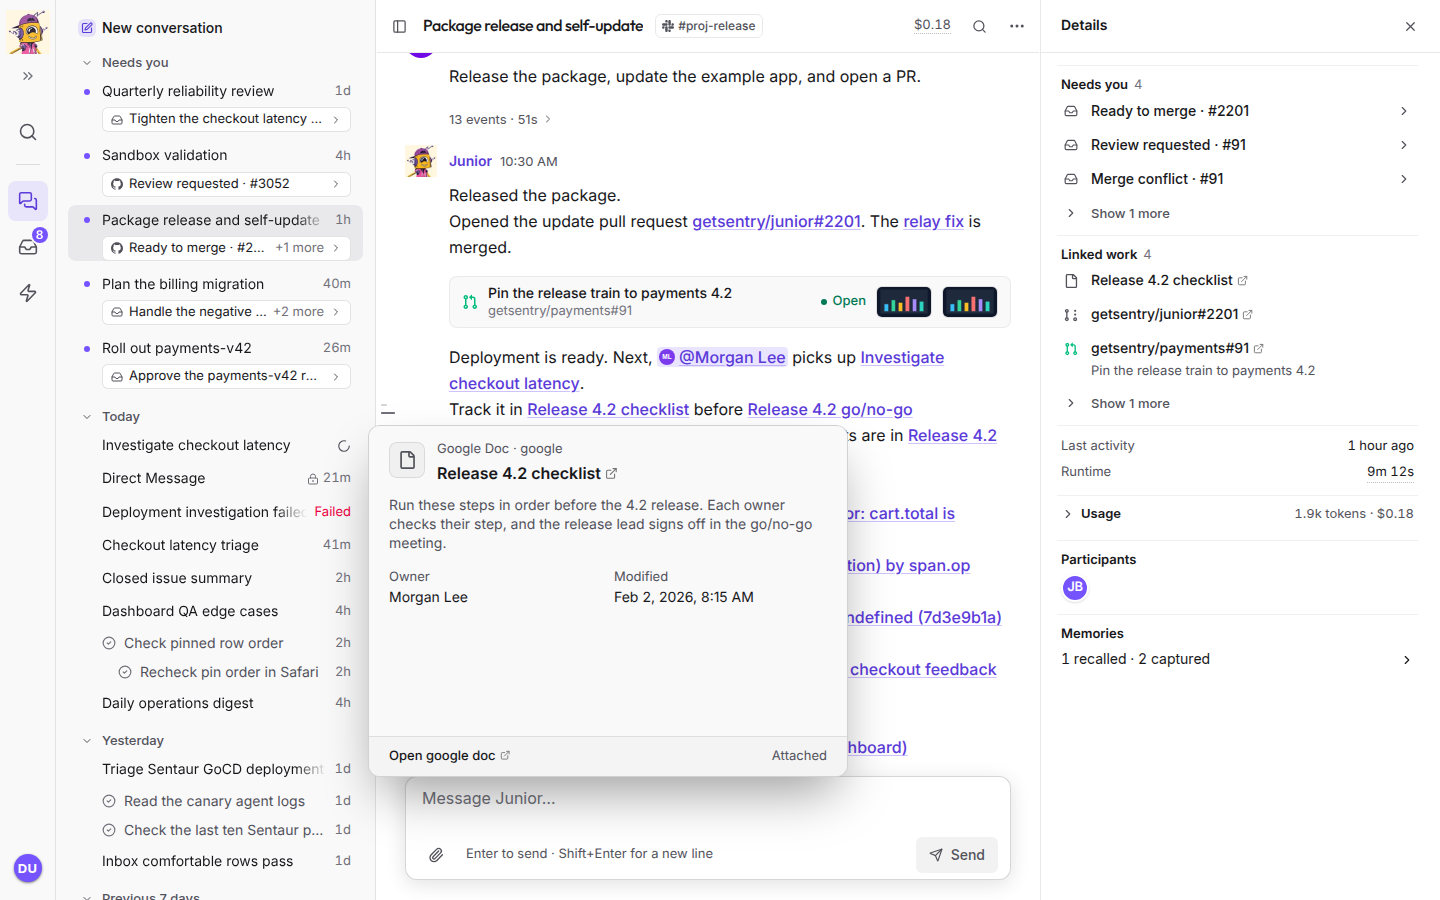 New conversation
Needs you
Quarterly reliability review 1d
Tighten the checkout latency ...
Sandbox validation 4h
Review requested · #3052
Package release and self-update 1h
Ready to merge · #2... +1 more
8
Plan the billing migration 40m
Handle the negative ... +2 more
Roll out payments-v42 26m
Approve the payments-v42 r...
Today
Investigate checkout latency
Direct Message 21m
Deployment investigation failed Failed
Checkout latency triage 41m
Closed issue summary 2h
Dashboard QA edge cases 4h
Check pinned row order 2h
Recheck pin order in Safari 2h
Daily operations digest 4h
Yesterday
Triage Sentaur GoCD deployment 1d
Read the canary agent logs 1d
Check the last ten Sentaur p... 1d
Inbox comfortable rows pass 1d
Previous 7 days
DU
Package release and self-update #proj-release $0.18
Release the package, update the example app, and open a PR.
13 events · 51s
Junior 10:30 AM
Released the package.
Opened the update pull request getsentry/junior#2201. The relay fix is
merged.
Pin the release train to payments 4.2
getsentry/payments#91
Open
Deployment is ready. Next, ML @Morgan Lee picks up Investigate
checkout latency.
Track it in Release 4.2 checklist before Release 4.2 go/no-go
s are in Release 4.2
or: cart.total is
tion) by span.op
ndefined (7d3e9b1a)
checkout feedback
hboard)
Google Doc · google
Release 4.2 checklist
Run these steps in order before the 4.2 release. Each owner
checks their step, and the release lead signs off in the go/no-go
meeting.
Owner Modified
Morgan Lee Feb 2, 2026, 8:15 AM
Open google doc Attached
Message Junior...
Enter to send · Shift+Enter for a new line
Send
Details
Needs you 4
Ready to merge · #2201
Review requested · #91
Merge conflict · #91
Show 1 more
Linked work 4
Release 4.2 checklist
getsentry/junior#2201
getsentry/payments#91
Pin the release train to payments 4.2
Show 1 more
Last activity 1 hour ago
Runtime 9m 12s
Usage 1.9k tokens · $0.18
Participants
JB
Memories
1 recalled · 2 captured